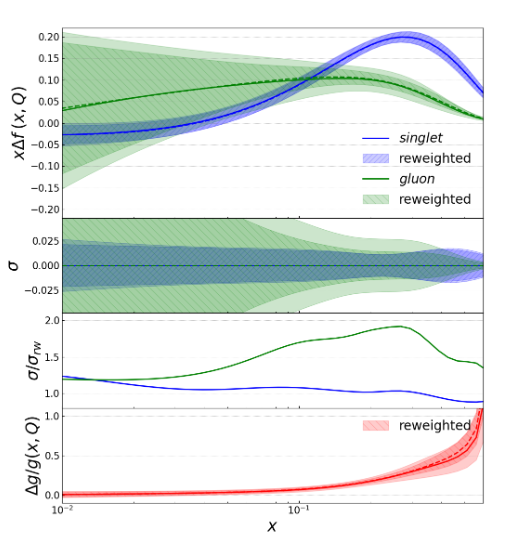 0.20
0.15
0.10
0.05
0.00
−0.05
−0.10
−0.15
−0.20
xΔf (x, Q)
singlet
reweighted
gluon
reweighted
0.025
0.000
−0.025
σ
2.0
1.5
1.0
σ/σrw
1.0
0.5
0.0
Δg/g(x, Q)
reweighted
10⁻²
10⁻¹
x